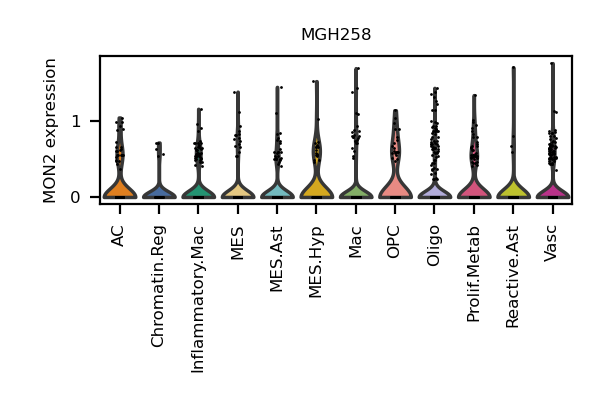 MGH258
MON2 expression
1
0
AC
Chromatin.Reg
Inflammatory.Mac
MES
MES.Ast
MES.Hyp
Mac
OPC
Oligo
Prolif.Metab
Reactive.Ast
Vasc